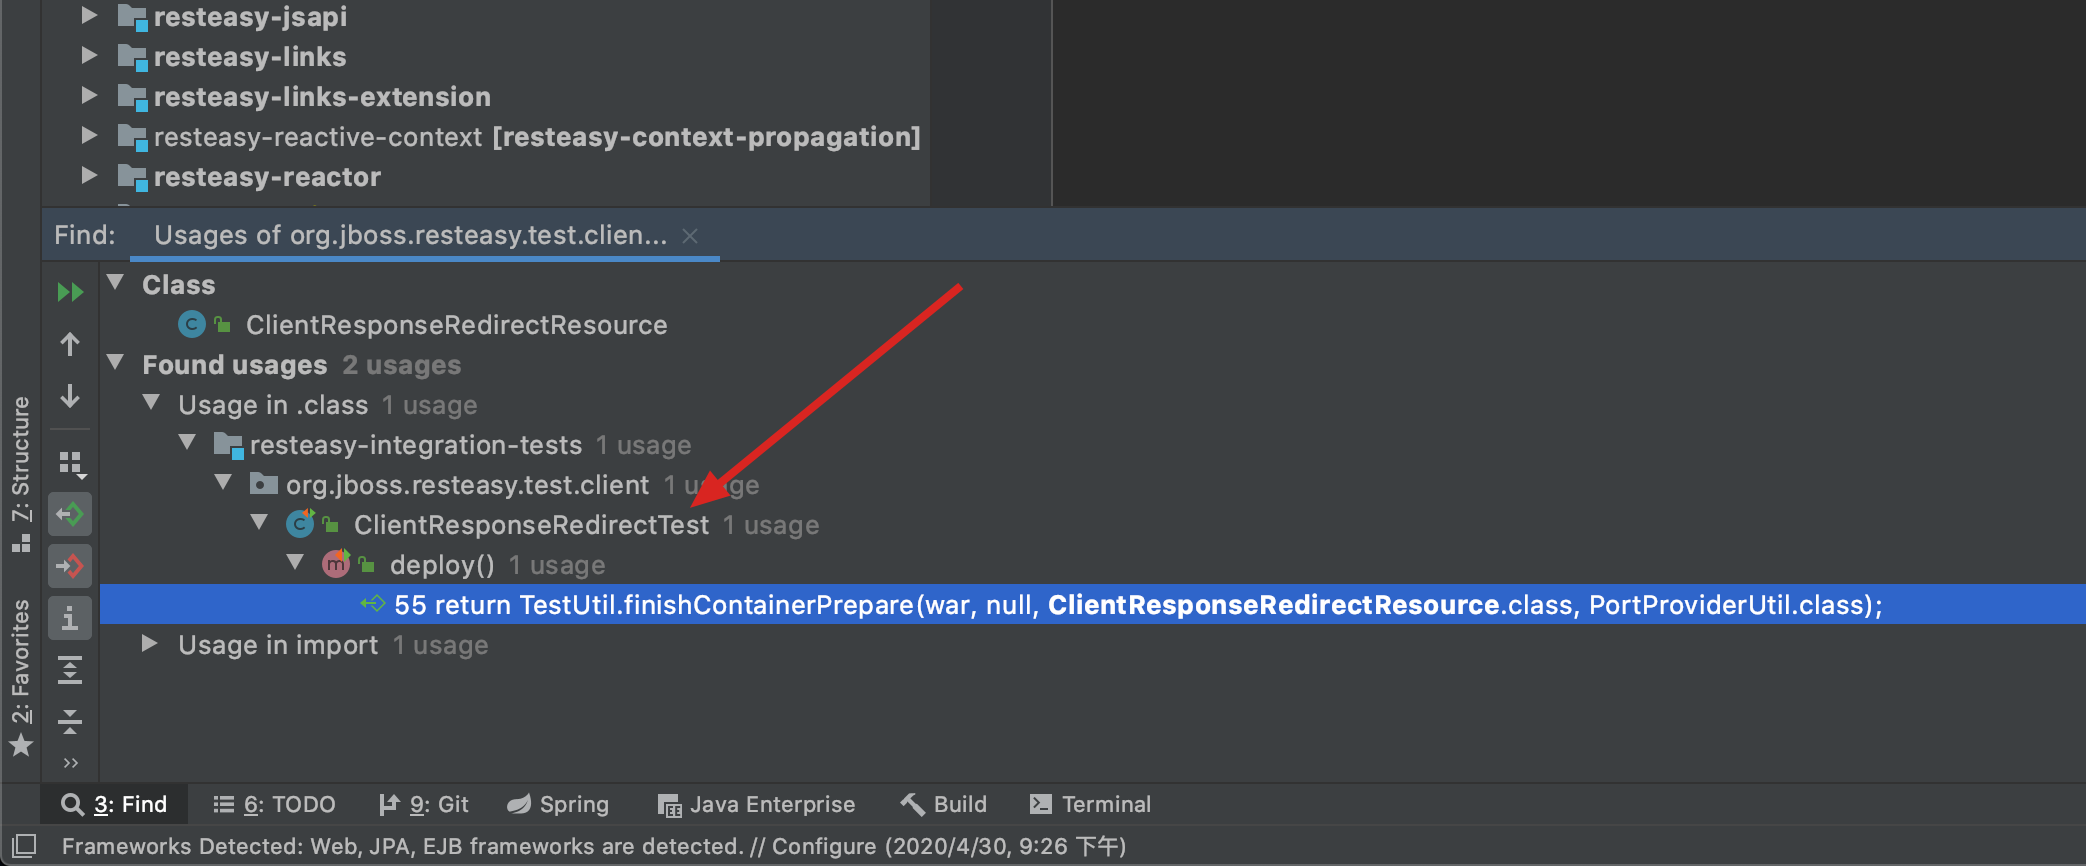 resteasy-jsapi
resteasy-links
resteasy-links-extension
resteasy-reactive-context [resteasy-context-propagation]
resteasy-reactor
Find: Usages of org.jboss.resteasy.test.clien...
Class
ClientResponseRedirectResource
Found usages 2 usages
Usage in .class 1 usage
resteasy-integration-tests 1 usage
org.jboss.resteasy.test.client 1 usage
ClientResponseRedirectTest 1 usage
deploy() 1 usage
55 return TestUtil.finishContainerPrepare(war, null, ClientResponseRedirectResource.class, PortProviderUtil.class);
Usage in import 1 usage
7: Structure
2: Favorites
3: Find 6: TODO 9: Git Spring Java Enterprise Build Terminal
Frameworks Detected: Web, JPA, EJB frameworks are detected. // Configure (2020/4/30, 9:26 下午)